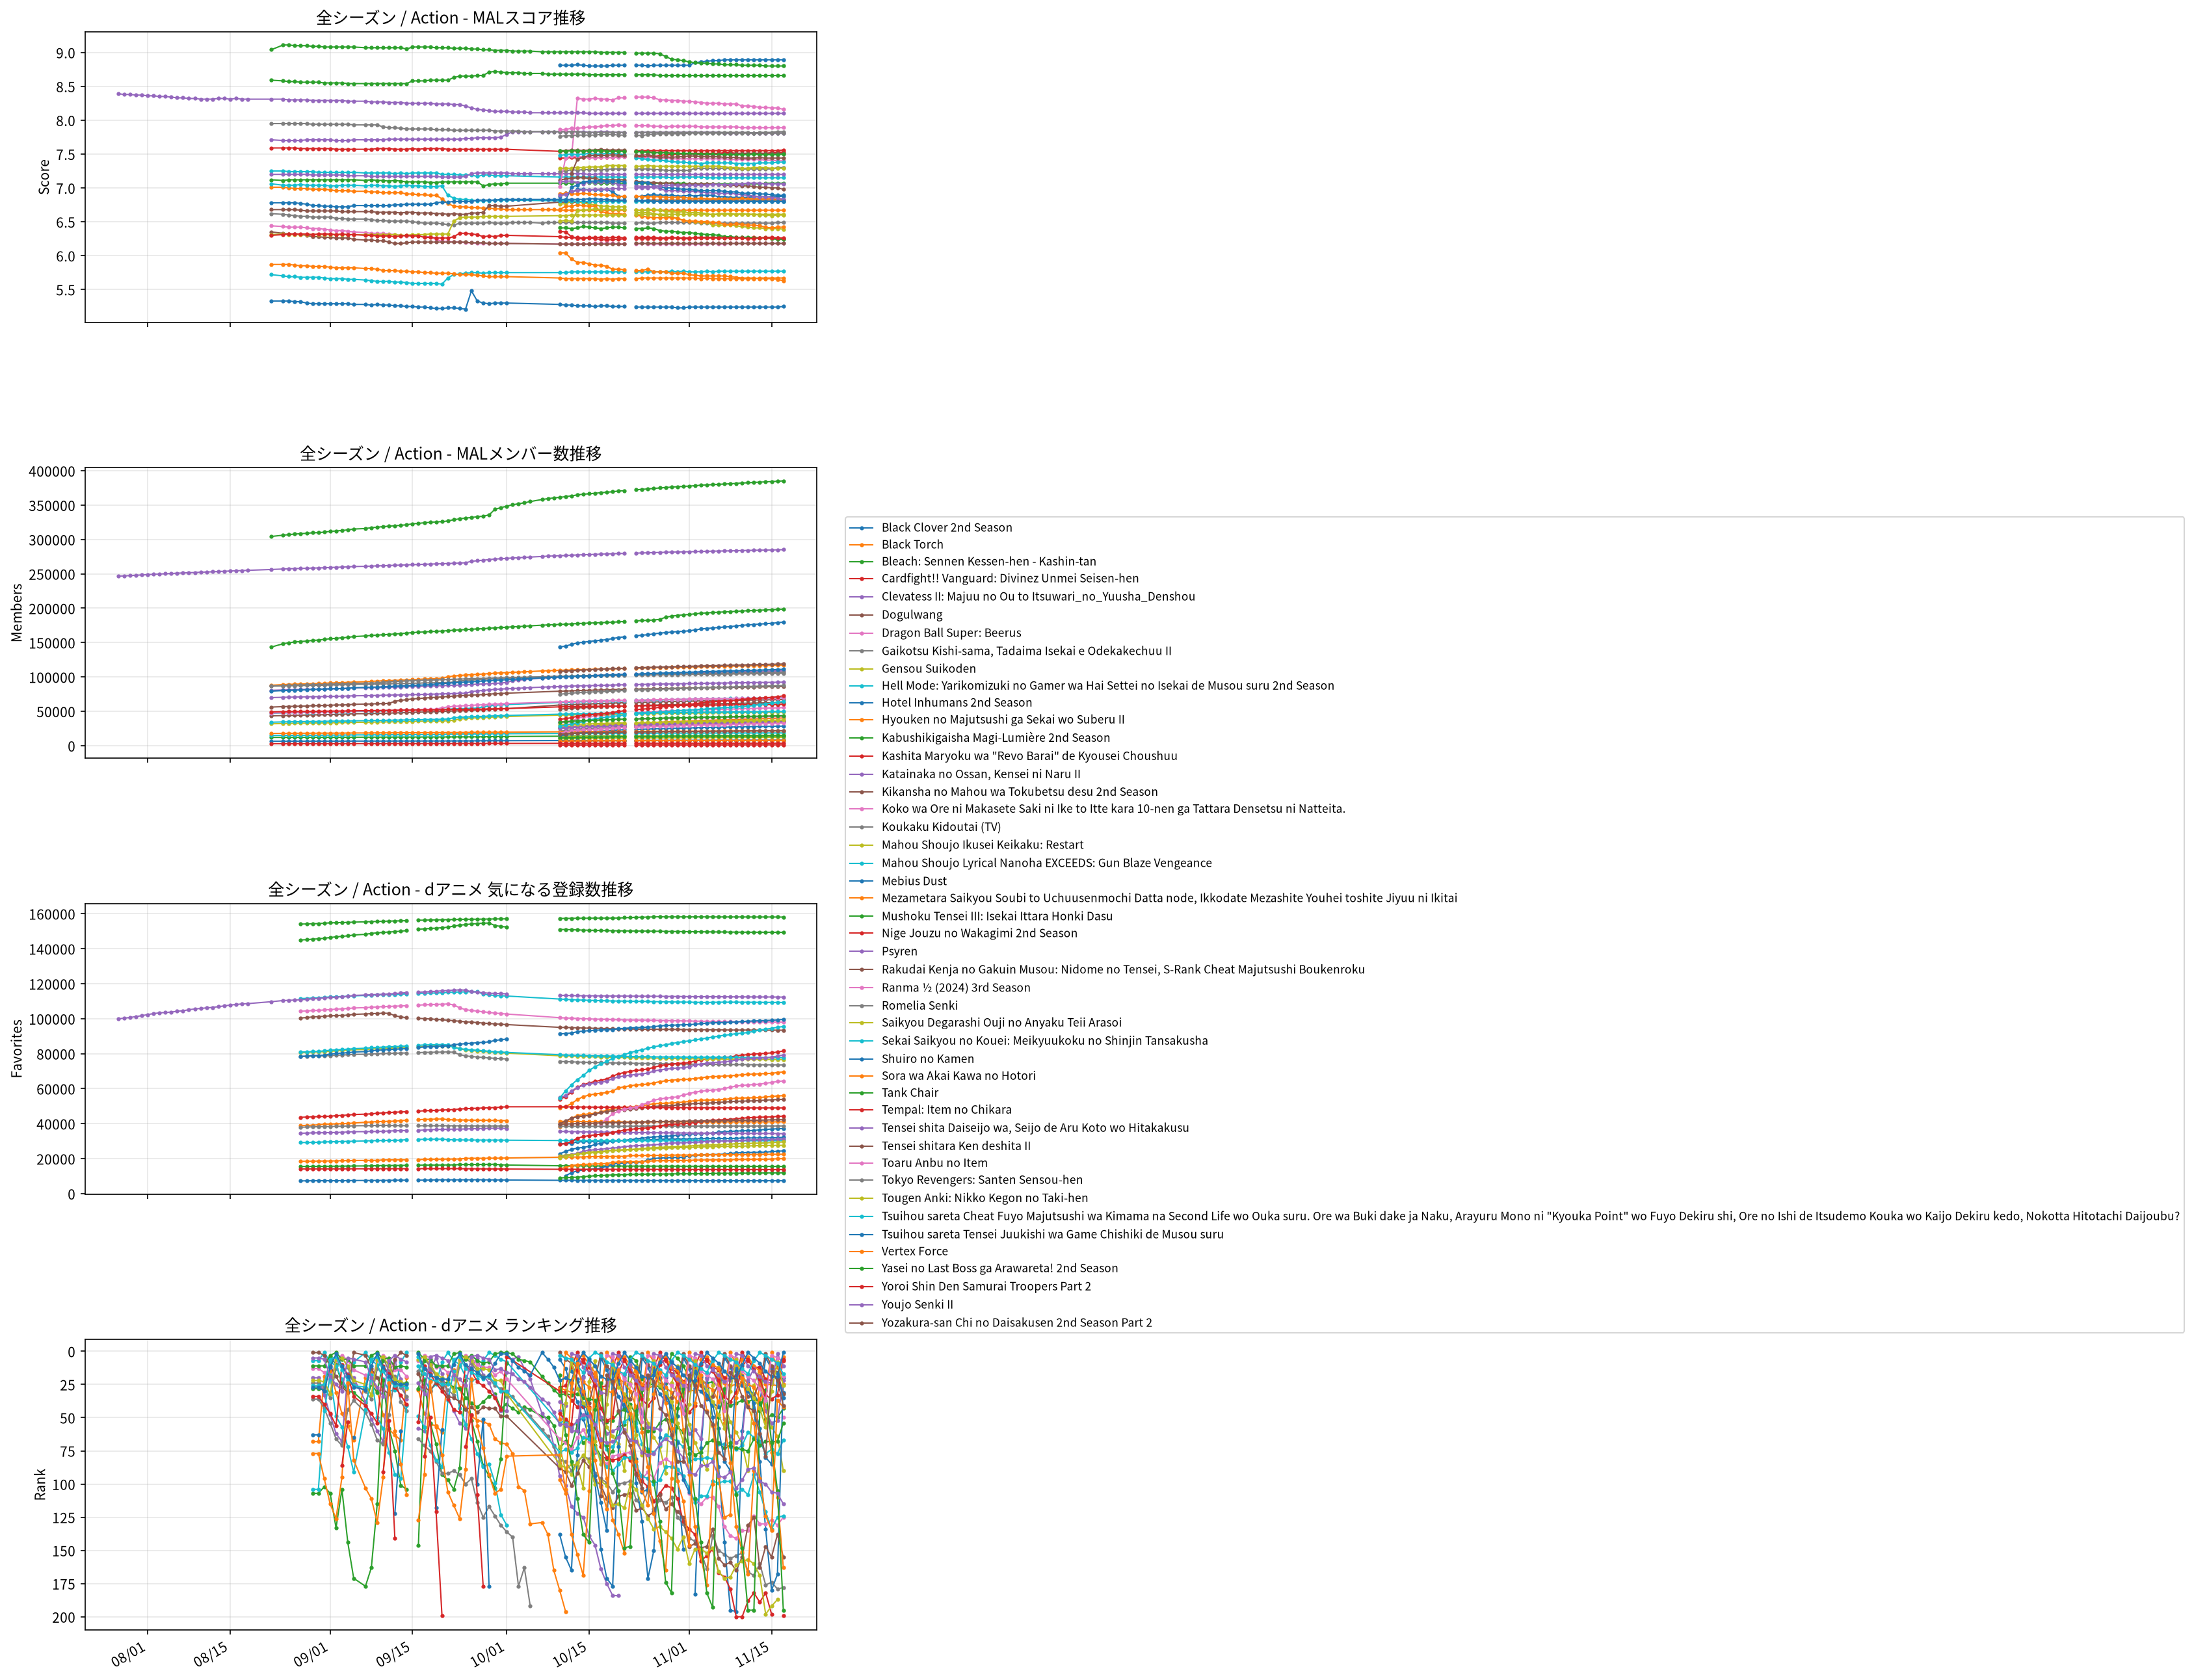 全シーズン / Action - MALスコア推移
Score
9.0
8.5
8.0
7.5
7.0
6.5
6.0
5.5
全シーズン / Action - MALメンバー数推移
Members
400000
350000
300000
250000
200000
150000
100000
50000
0
全シーズン / Action - dアニメ 気になる登録数推移
Favorites
160000
140000
120000
100000
80000
60000
40000
20000
0
全シーズン / Action - dアニメ ランキング推移
Rank
0
25
50
75
100
125
150
175
200
08/01
08/15
09/01
09/15
10/01
10/15
11/01
11/15
Black Clover 2nd Season
Black Torch
Bleach: Sennen Kessen-hen - Kashin-tan
Cardfight!! Vanguard: Divinez Unmei Seisen-hen
Clevatess II: Majuu no Ou to Itsuwari_no_Yuusha_Denshou
Dogulwang
Dragon Ball Super: Beerus
Gaikotsu Kishi-sama, Tadaima Isekai e Odekakechuu II
Gensou Suikoden
Hell Mode: Yarikomizuki no Gamer wa Hai Settei no Isekai de Musou suru 2nd Season
Hotel Inhumans 2nd Season
Hyouken no Majutsushi ga Sekai wo Suberu II
Kabushikigaisha Magi-Lumière 2nd Season
Kashita Maryoku wa "Revo Barai" de Kyousei Choushuu
Katainaka no Ossan, Kensei ni Naru II
Kikansha no Mahou wa Tokubetsu desu 2nd Season
Koko wa Ore ni Makasete Saki ni Ike to Itte kara 10-nen ga Tattara Densetsu ni Natteita.
Koukaku Kidoutai (TV)
Mahou Shoujo Ikusei Keikaku: Restart
Mahou Shoujo Lyrical Nanoha EXCEEDS: Gun Blaze Vengeance
Mebius Dust
Mezametara Saikyou Soubi to Uchuusenmochi Datta node, Ikkodate Mezashite Youhei toshite Jiyuu ni Ikitai
Mushoku Tensei III: Isekai Ittara Honki Dasu
Nige Jouzu no Wakagimi 2nd Season
Psyren
Rakudai Kenja no Gakuin Musou: Nidome no Tensei, S-Rank Cheat Majutsushi Boukenroku
Ranma ½ (2024) 3rd Season
Romelia Senki
Saikyou Degarashi Ouji no Anyaku Teii Arasoi
Sekai Saikyou no Kouei: Meikyuukoku no Shinjin Tansakusha
Shuiro no Kamen
Sora wa Akai Kawa no Hotori
Tank Chair
Tempal: Item no Chikara
Tensei shita Daiseijo wa, Seijo de Aru Koto wo Hitakakusu
Tensei shitara Ken deshita II
Toaru Anbu no Item
Tokyo Revengers: Santen Sensou-hen
Tougen Anki: Nikko Kegon no Taki-hen
Tsuihou sareta Cheat Fuyo Majutsushi wa Kimama na Second Life wo Ouka suru. Ore wa Buki dake ja Naku, Arayuru Mono ni "Kyouka Point" wo Fuyo Dekiru shi, Ore no Ishi de Itsudemo Kouka wo Kaijo Dekiru kedo, Nokotta Hitotachi Daijoubu?
Tsuihou sareta Tensei Juukishi wa Game Chishiki de Musou suru
Vertex Force
Yasei no Last Boss ga Arawareta! 2nd Season
Yoroi Shin Den Samurai Troopers Part 2
Youjo Senki II
Yozakura-san Chi no Daisakusen 2nd Season Part 2